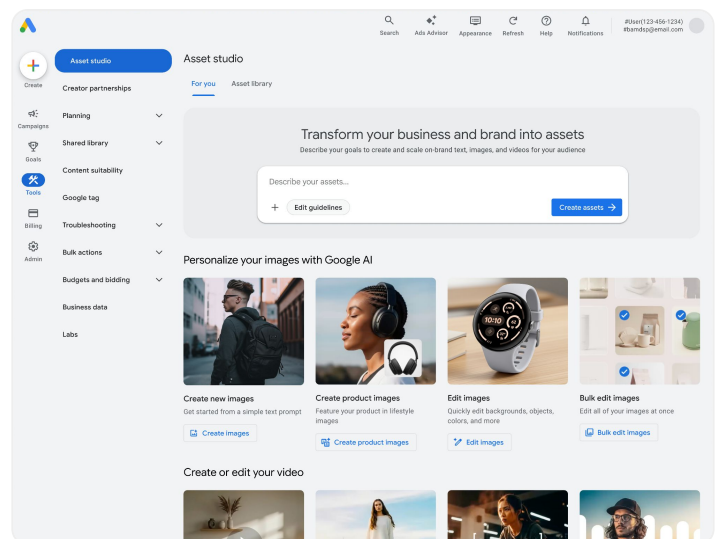 Search
Ads Advisor
Appearance
Refresh
Help
Notifications
#User(123-456-1234)
#bamdsp@email.com
Create
Campaigns
Goals
Tools
Billing
Admin
Asset studio
Creator partnerships
Planning
Shared library
Content suitability
Google tag
Troubleshooting
Bulk actions
Budgets and bidding
Business data
Labs
Asset studio
For you
Asset library
Transform your business and brand into assets
Describe your goals to create and scale on-brand text, images, and videos for your audience
Describe your assets...
Edit guidelines
Create assets
Personalize your images with Google AI
10:10
Create new images
Get started from a simple text prompt
Create images
Create product images
Feature your product in lifestyle
images
Create product images
Edit images
Quickly edit backgrounds, objects,
colors, and more
Edit images
Bulk edit images
Edit all of your images at once
Bulk edit images
Create or edit your video